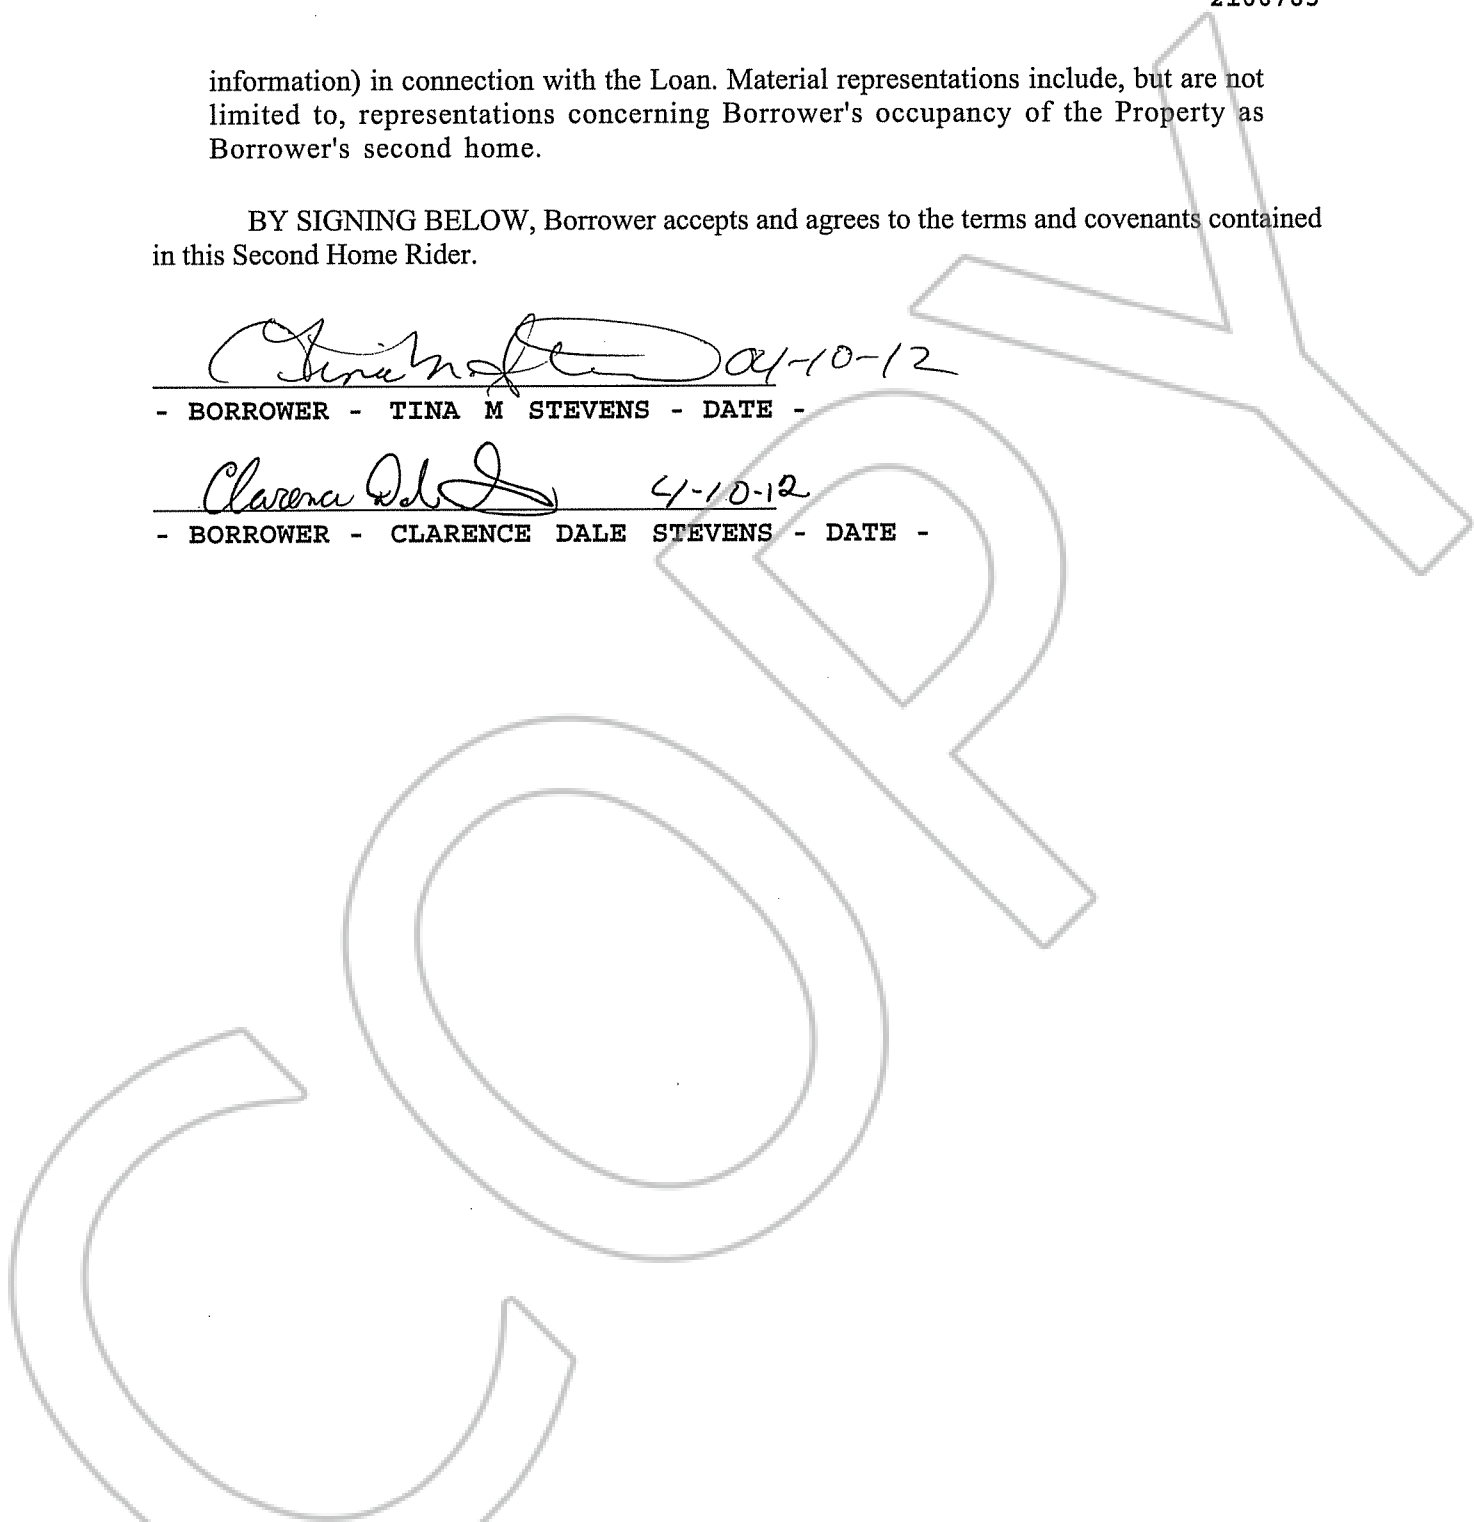 information) in connection with the Loan. Material representations include, but are not
limited to, representations concerning Borrower's occupancy of the Property as
Borrower's second home.
BY SIGNING BELOW, Borrower accepts and agrees to the terms and covenants contained
in this Second Home Rider.
Tina M 04-10-12
- BORROWER - TINA M STEVENS - DATE -
Clarence Dale 4-10-12
- BORROWER - CLARENCE DALE STEVENS - DATE -
COPY